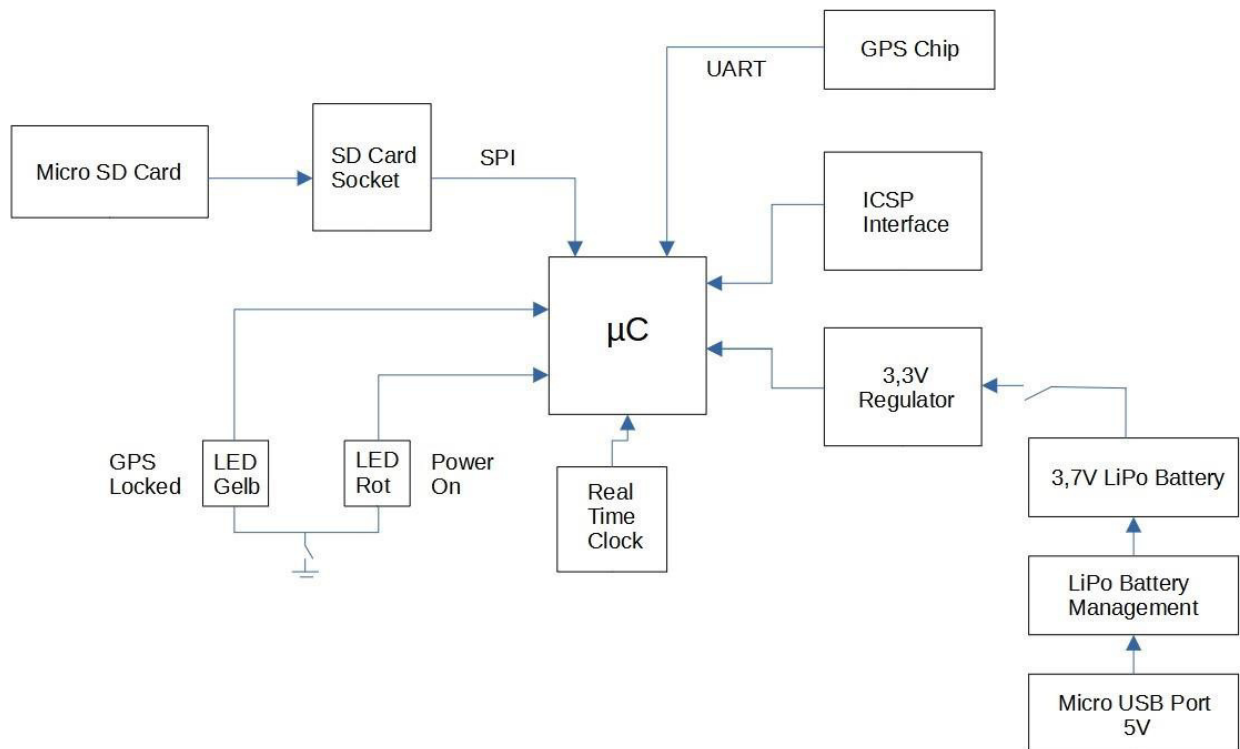 GPS Chip
UART
Micro SD Card
SD Card
Socket
SPI
ICSP
Interface
µC
3,3V
Regulator
GPS
Locked
LED
Gelb
LED
Rot
Power
On
Real
Time
Clock
3,7V LiPo Battery
LiPo Battery
Management
Micro USB Port
5V